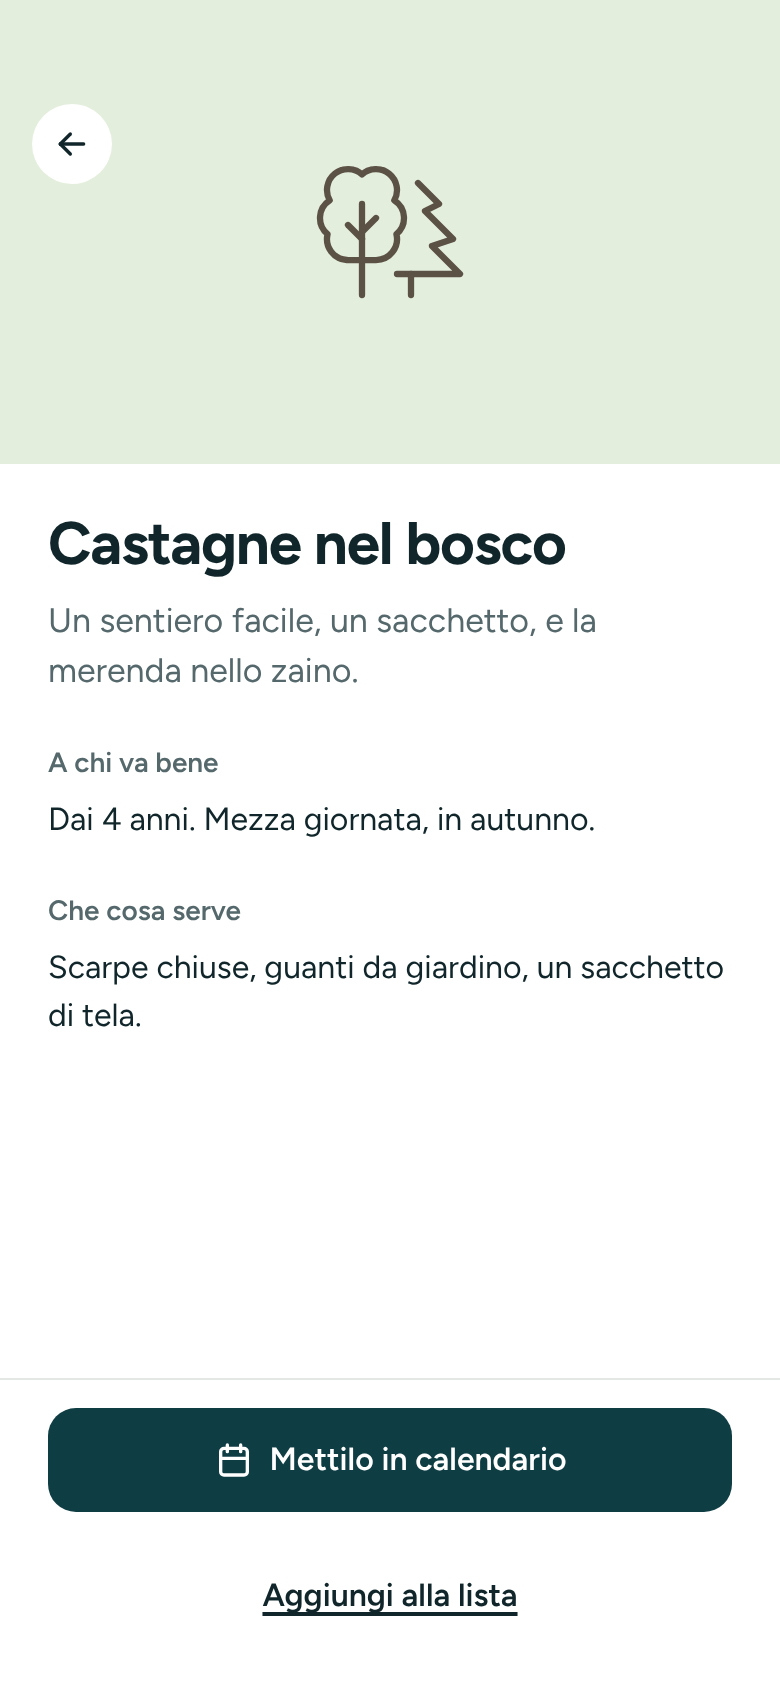 Castagne nel bosco
Un sentiero facile, un sacchetto, e la
merenda nello zaino.
A chi va bene
Dai 4 anni. Mezza giornata, in autunno.
Che cosa serve
Scarpe chiuse, guanti da giardino, un sacchetto
di tela.
Mettilo in calendario
Aggiungi alla lista